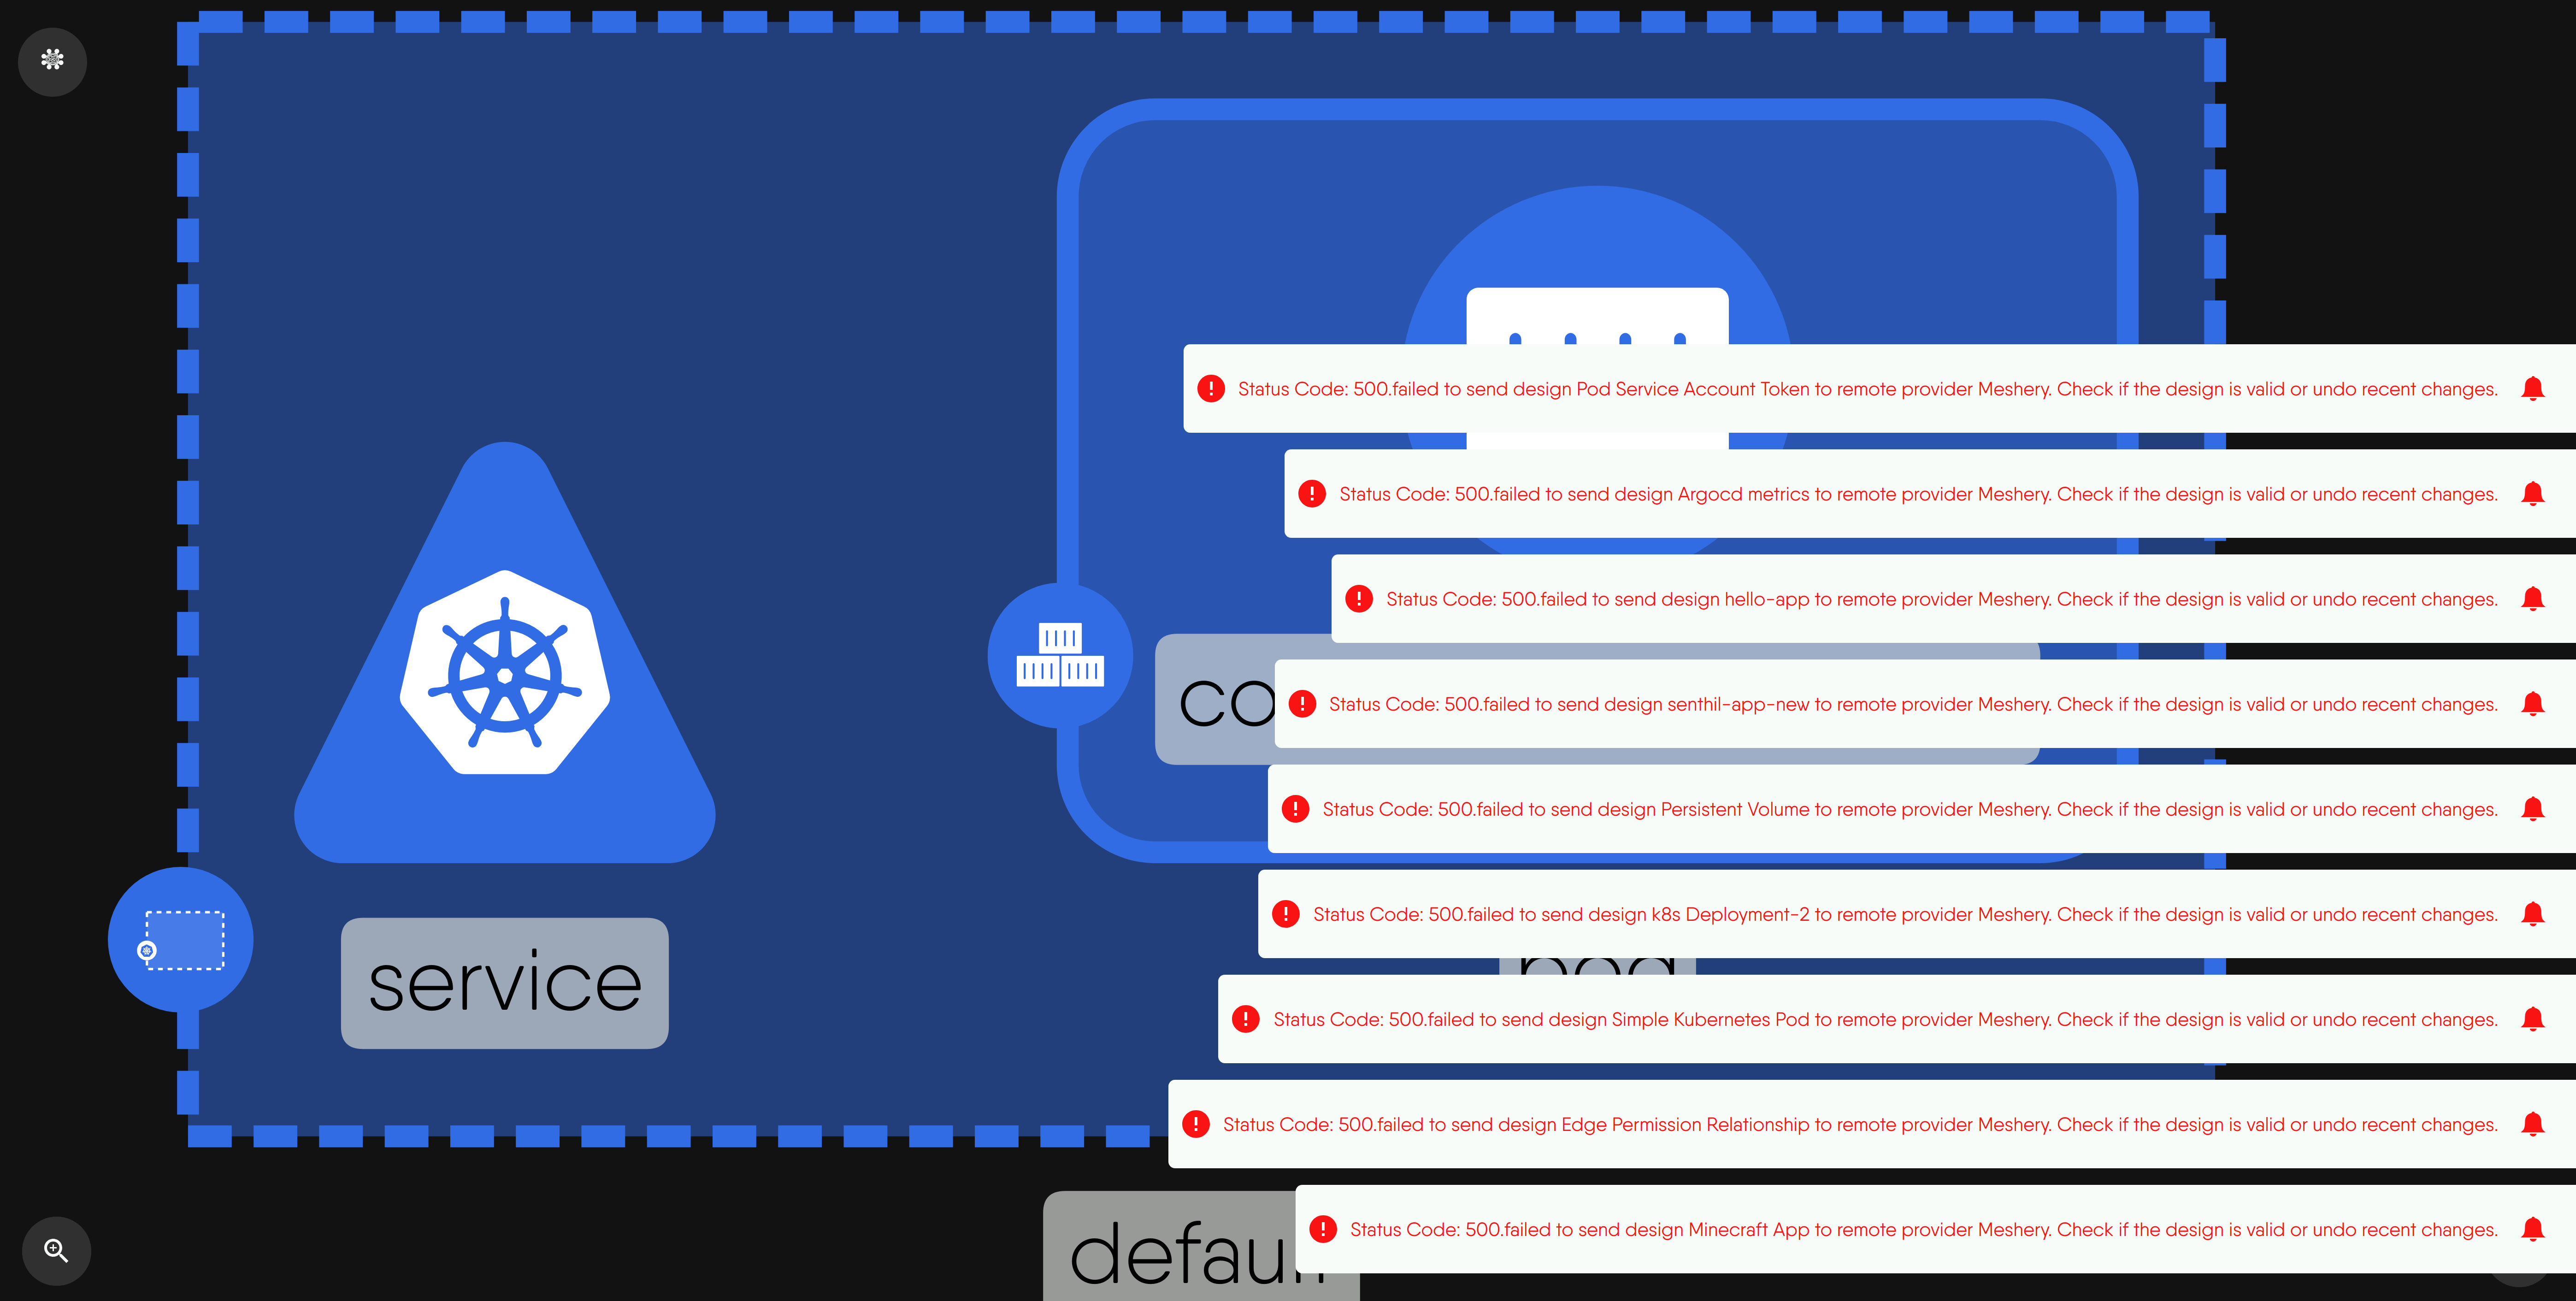 Status Code: 500.failed to send design Pod Service Account Token to remote provider Meshery. Check if the design is valid or undo recent changes.
Status Code: 500.failed to send design Argocd metrics to remote provider Meshery. Check if the design is valid or undo recent changes.
Status Code: 500.failed to send design hello-app to remote provider Meshery. Check if the design is valid or undo recent changes.
co
Status Code: 500.failed to send design senthil-app-new to remote provider Meshery. Check if the design is valid or undo recent changes.
Status Code: 500.failed to send design Persistent Volume to remote provider Meshery. Check if the design is valid or undo recent changes.
Status Code: 500.failed to send design k8s Deployment-2 to remote provider Meshery. Check if the design is valid or undo recent changes.
service
pod
Status Code: 500.failed to send design Simple Kubernetes Pod to remote provider Meshery. Check if the design is valid or undo recent changes.
Status Code: 500.failed to send design Edge Permission Relationship to remote provider Meshery. Check if the design is valid or undo recent changes.
Status Code: 500.failed to send design Minecraft App to remote provider Meshery. Check if the design is valid or undo recent changes.
default